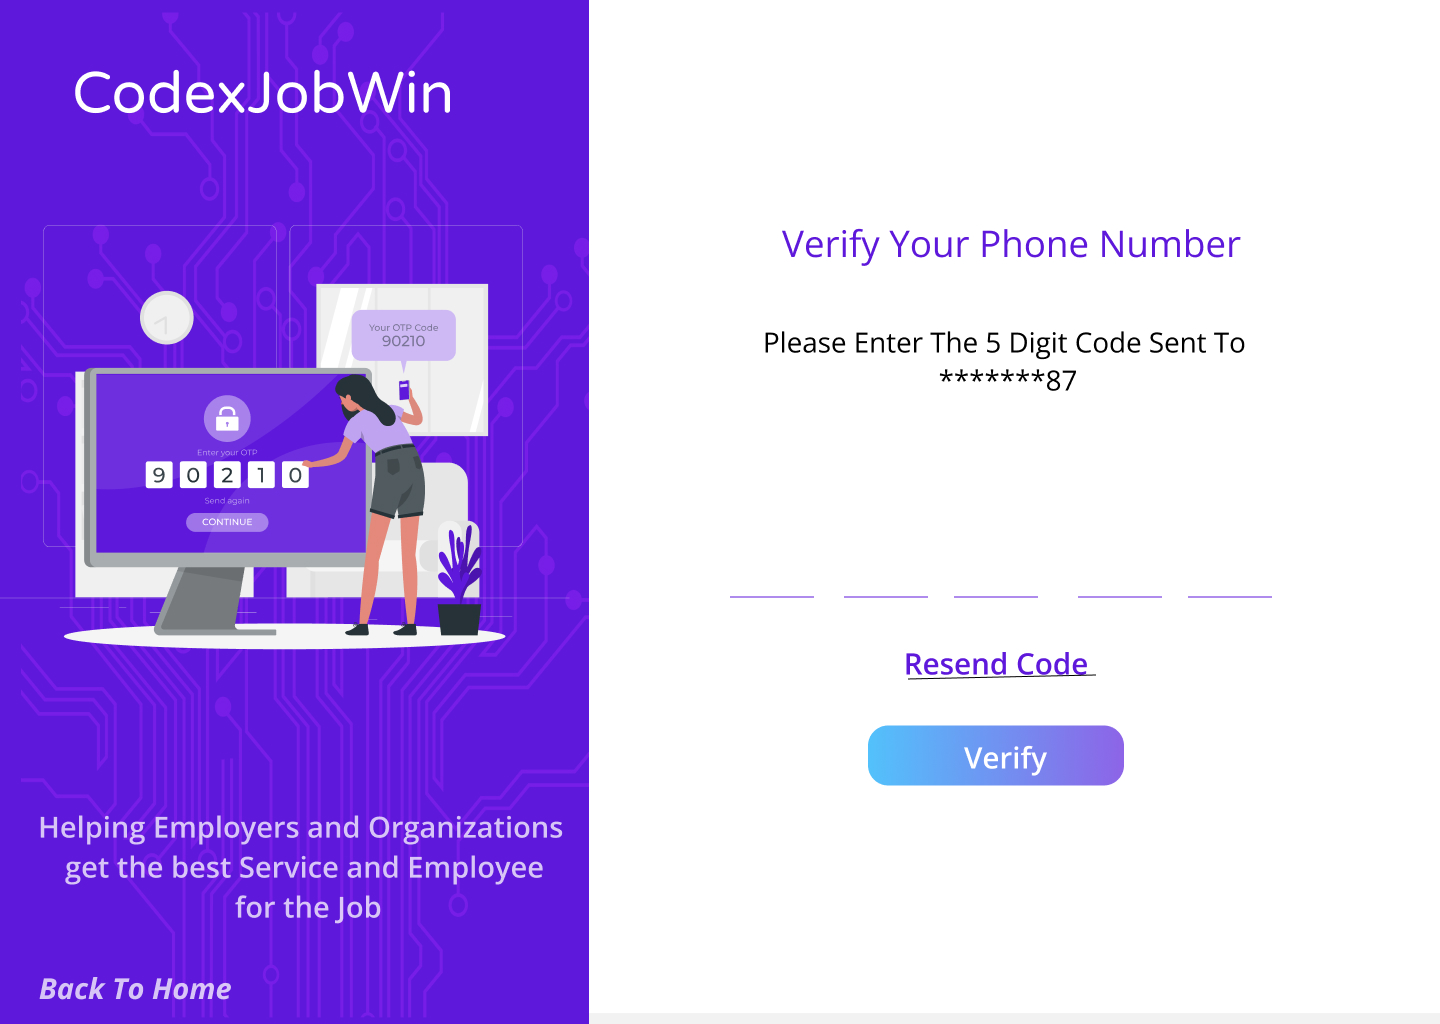 CodexJobWin
Your OTP Code
90210
Enter your OTP
9 0 2 1 0
Send again
CONTINUE
Helping Employers and Organizations
get the best Service and Employee
for the Job
Back To Home
Verify Your Phone Number
Please Enter The 5 Digit Code Sent To
*******87
Resend Code
Verify